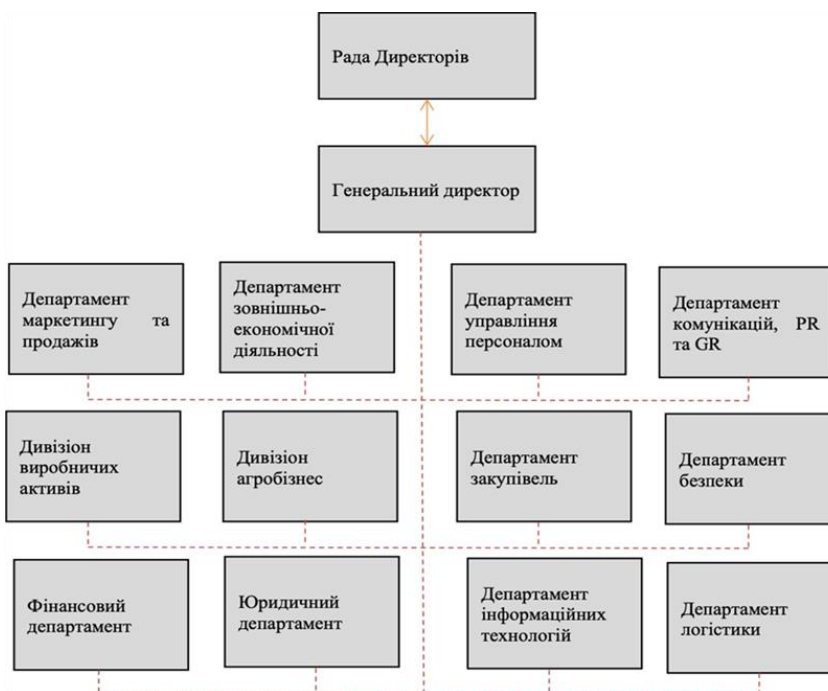 Рада Директорів
Генеральний директор
Департамент
маркетингу та
продажів
Департамент
зовнішньо-
економічної
діяльності
Департамент
управління
персоналом
Департамент
комунікацій, PR
та GR
Дивізіон
виробничих
активів
Дивізіон
агробізнес
Департамент
закупівель
Департамент
безпеки
Фінансовий
департамент
Юридичний
департамент
Департамент
інформаційних
технологій
Департамент
логістики